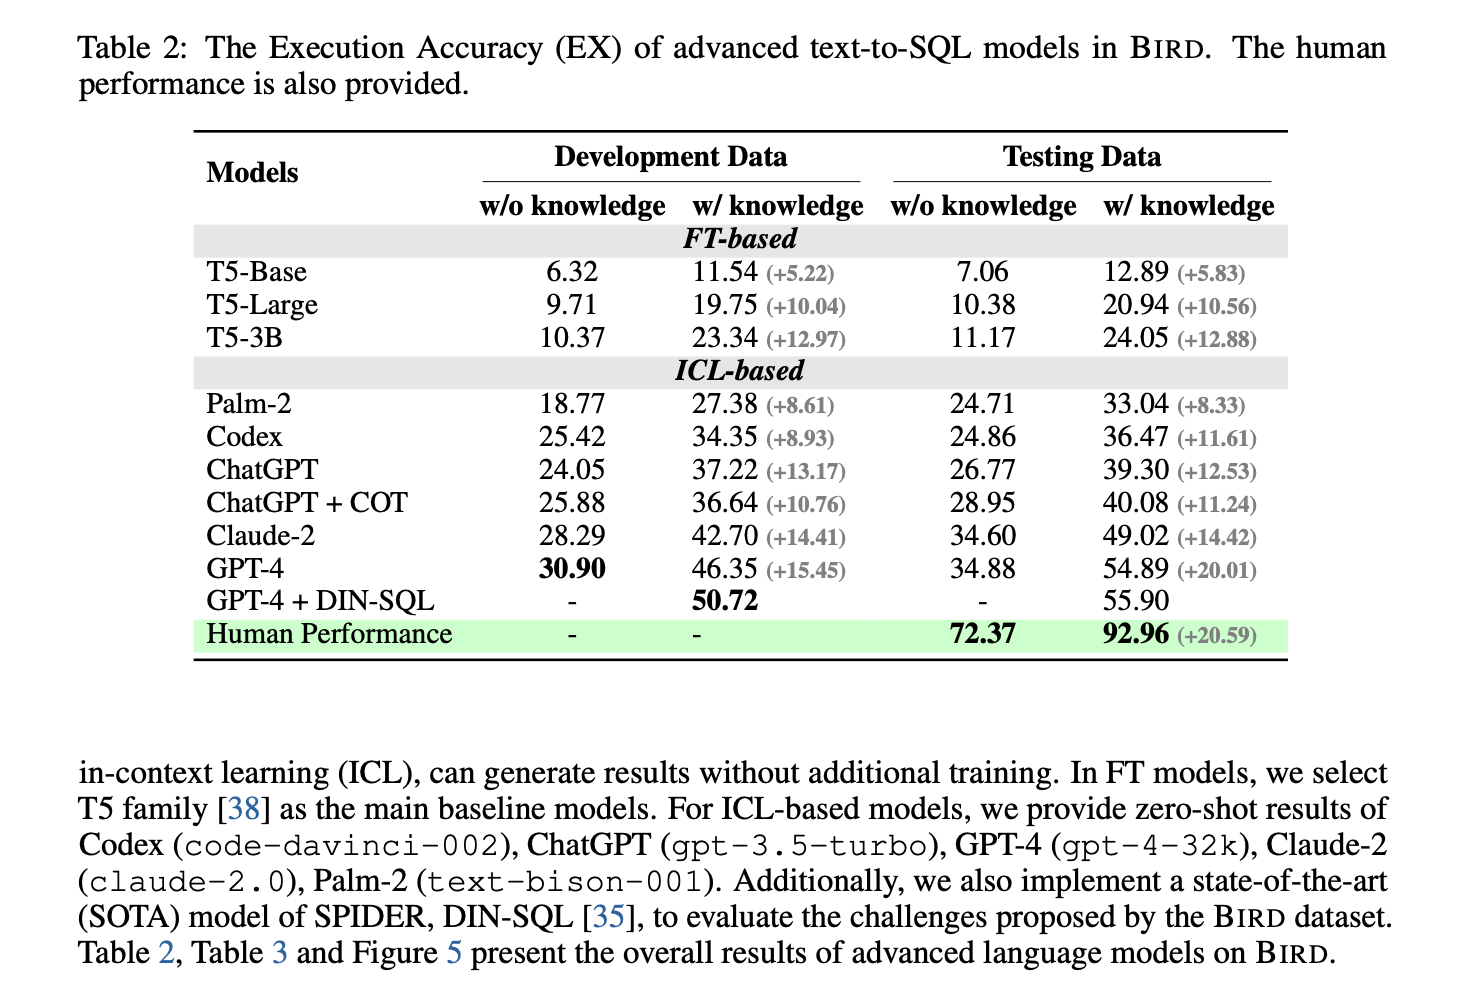 Table 2: The Execution Accuracy (EX) of advanced text-to-SQL models in BIRD. The human
performance is also provided.
Models Development Data Testing Data
w/o knowledge w/ knowledge w/o knowledge w/ knowledge
FT-based
T5-Base 6.32 11.54 (+5.22) 7.06 12.89 (+5.83)
T5-Large 9.71 19.75 (+10.04) 10.38 20.94 (+10.56)
T5-3B 10.37 23.34 (+12.97) 11.17 24.05 (+12.88)
ICL-based
Palm-2 18.77 27.38 (+8.61) 24.71 33.04 (+8.33)
Codex 25.42 34.35 (+8.93) 24.86 36.47 (+11.61)
ChatGPT 24.05 37.22 (+13.17) 26.77 39.30 (+12.53)
ChatGPT + COT 25.88 36.64 (+10.76) 28.95 40.08 (+11.24)
Claude-2 28.29 42.70 (+14.41) 34.60 49.02 (+14.42)
GPT-4 30.90 46.35 (+15.45) 34.88 54.89 (+20.01)
GPT-4 + DIN-SQL - 50.72 - 55.90
Human Performance - - 72.37 92.96 (+20.59)
in-context learning (ICL), can generate results without additional training. In FT models, we select
T5 family [38] as the main baseline models. For ICL-based models, we provide zero-shot results of
Codex (code-davinci-002), ChatGPT (gpt-3.5-turbo), GPT-4 (gpt-4-32k), Claude-2
(claude-2.0), Palm-2 (text-bison-001). Additionally, we also implement a state-of-the-art
(SOTA) model of SPIDER, DIN-SQL [35], to evaluate the challenges proposed by the BIRD dataset.
Table 2, Table 3 and Figure 5 present the overall results of advanced language models on BIRD.